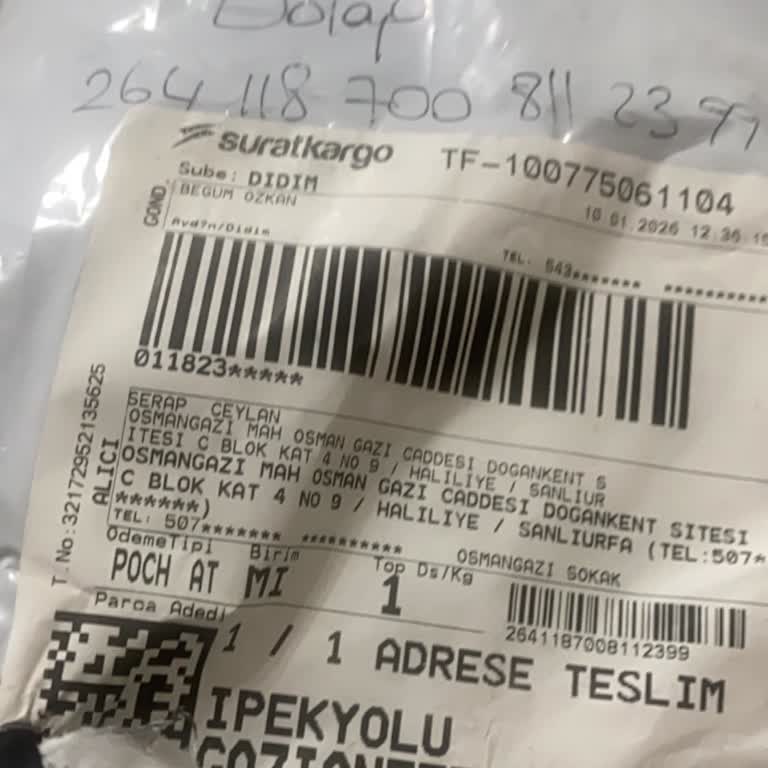 Dolap
264 118 700 811 23 99
suratkargo TF-100775061104
Sube: DIDIM
10.01.2026 12:36:
GOND.
BEGUM OZKAN
Avd?n/Didim
TEL: 543******* **********
011823*****
T.No:32172952135625
ALICI
SERAP CEYLAN
OSMANGAZI MAH OSMAN GAZI CADDESI DOGANKENT S
ITESI C BLOK KAT 4 NO 9 / HALILIYE / SANLIUR
OSMANGAZI MAH OSMAN GAZI CADDESI DOGANKENT SITESI
C BLOK KAT 4 NO 9 / HALILIYE / SANLIURFA (TEL:507*
******)
TEL: 507******* **********
OSMANGAZI SOKAK
OdemeTipi Birim Top Ds/Kg
POCH AT MI 1
2641187008112399
Parca Adedi
1 / 1 ADRESE TESLIM
IPEKYOLU